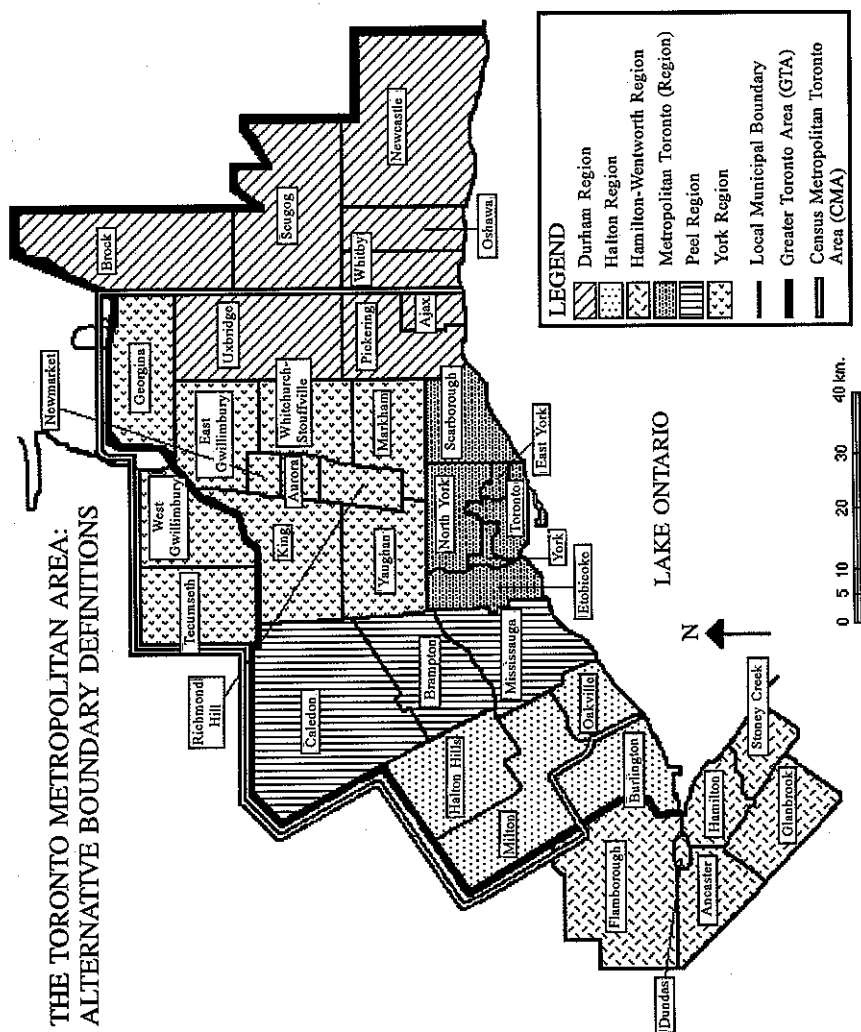 THE TORONTO METROPOLITAN AREA:
ALTERNATIVE BOUNDARY DEFINITIONS
Newmarket
Brock
Georgina
Scugog
Uxbridge
East
Gwillimbury
West
Gwillimbury
Tecumseth
Whitchurch-
Stouffville
Aurora
King
Newcastle
Whitby
Oshawa
Pickering
Ajax
Markham
Vaughan
Richmond
Hill
Caledon
Scarborough
North York
East York
Toronto
York
Etobicoke
Brampton
Mississauga
Halton Hills
Milton
Oakville
Burlington
Flamborough
Hamilton
Stoney Creek
Glanbrook
Ancaster
Dundas
LAKE ONTARIO
N
0 5 10 20 30 40 km.
LEGEND
Durham Region
Halton Region
Hamilton-Wentworth Region
Metropolitan Toronto (Region)
Peel Region
York Region
Local Municipal Boundary
Greater Toronto Area (GTA)
Census Metropolitan Toronto
Area (CMA)